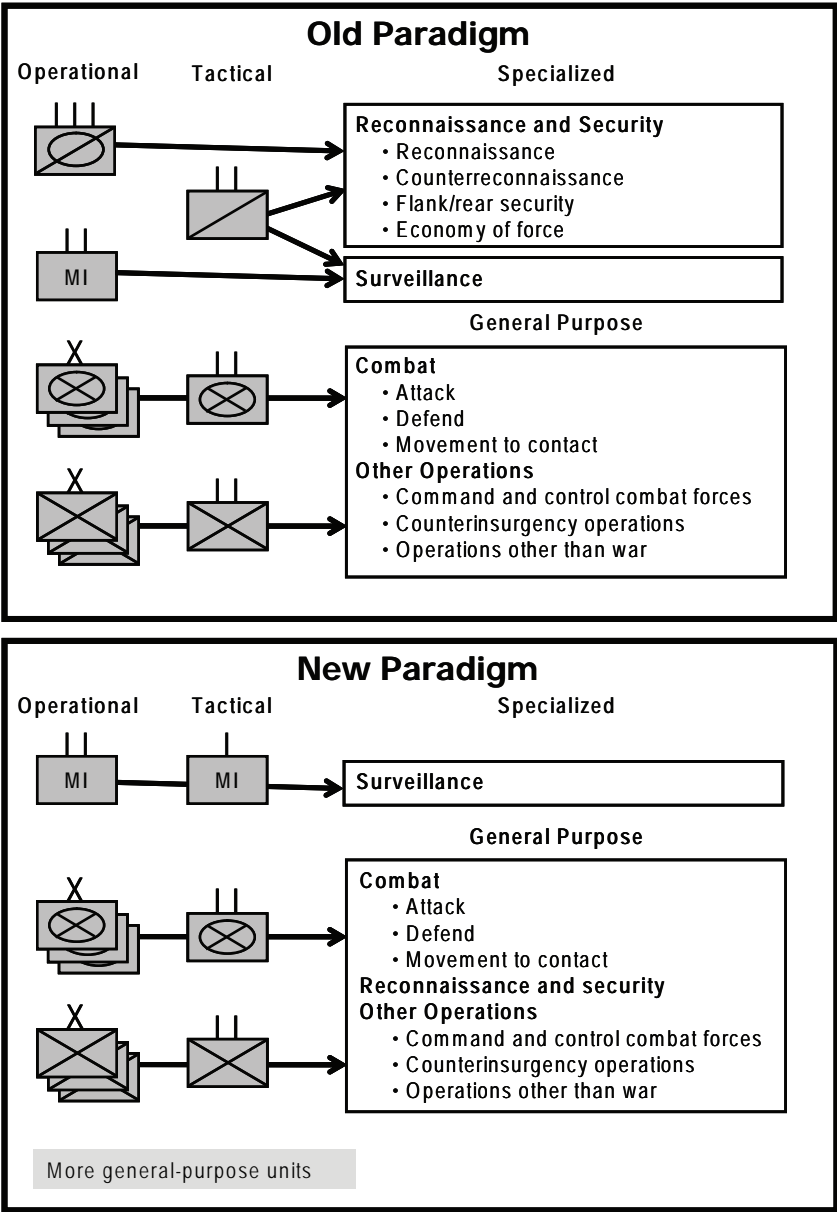 Old Paradigm
Operational Tactical Specialized
Reconnaissance and Security
• Reconnaissance
• Counterreconnaissance
• Flank/rear security
• Economy of force
MI
Surveillance
General Purpose
Combat
• Attack
• Defend
• Movement to contact
Other Operations
• Command and control combat forces
• Counterinsurgency operations
• Operations other than war
New Paradigm
Operational Tactical Specialized
MI MI Surveillance
General Purpose
Combat
• Attack
• Defend
• Movement to contact
Reconnaissance and security
Other Operations
• Command and control combat forces
• Counterinsurgency operations
• Operations other than war
More general-purpose units